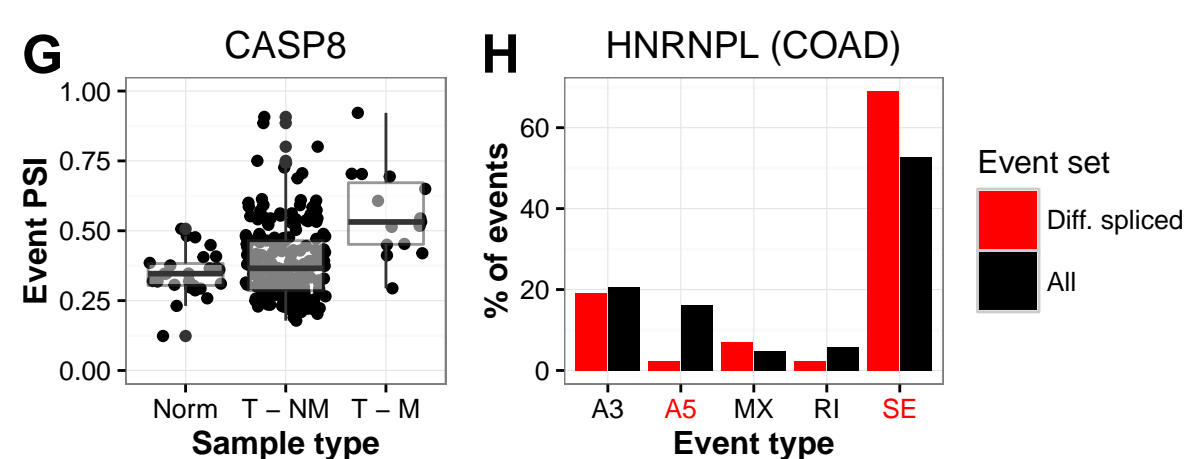 G
CASP8
Event PSI
1.00
0.75
0.50
0.25
0.00
Norm T − NM T − M
Sample type
H
HNRNPL (COAD)
% of events
60
40
20
0
A3 A5 MX RI SE
Event type
Event set
Diff. spliced
All